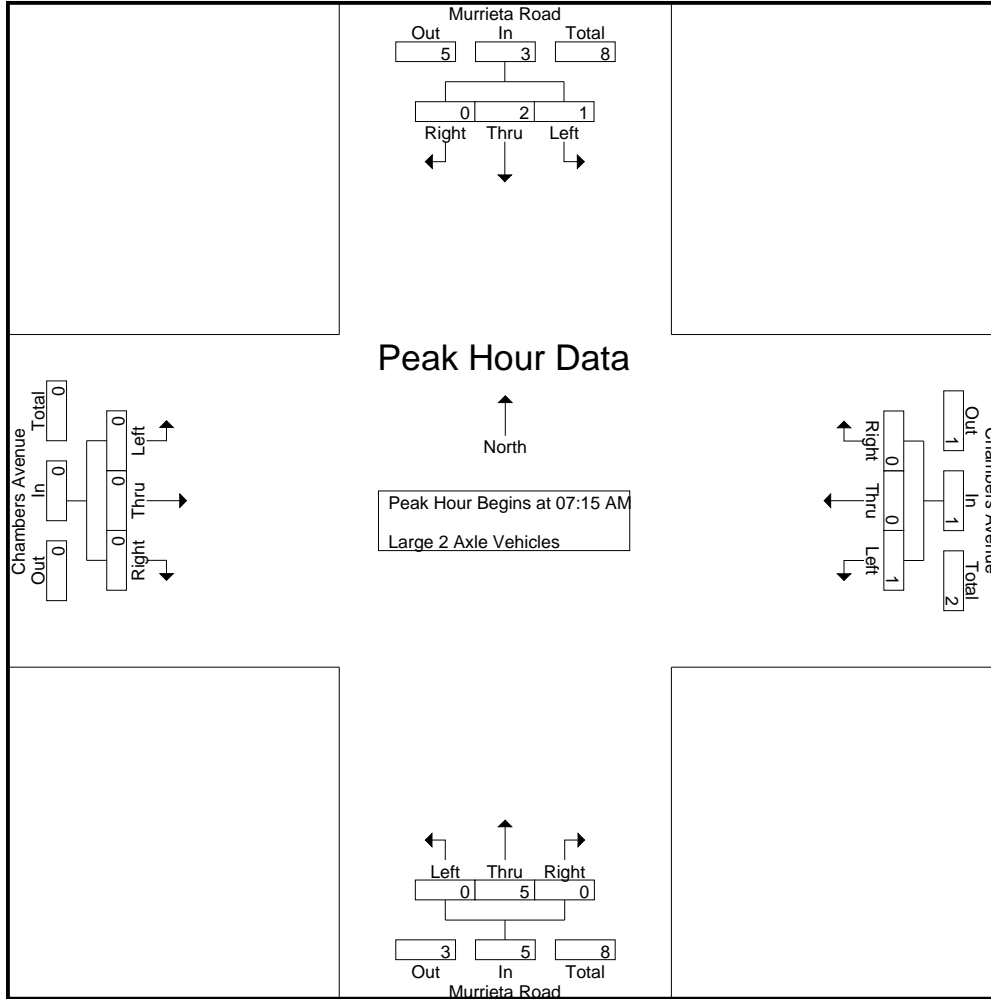 Murrieta Road
Out In Total
5 3 8
0 2 1
Right Thru Left
Peak Hour Data
North
Peak Hour Begins at 07:15 AM
Large 2 Axle Vehicles
Chambers Avenue
Out In Total
0 0 0
0 0 0
Left Thru Right
Chambers Avenue
Out In Total
1 1 2
0 0 1
Right Thru Left
Left Thru Right
0 5 0
3 5 8
Out In Total
Murrieta Road